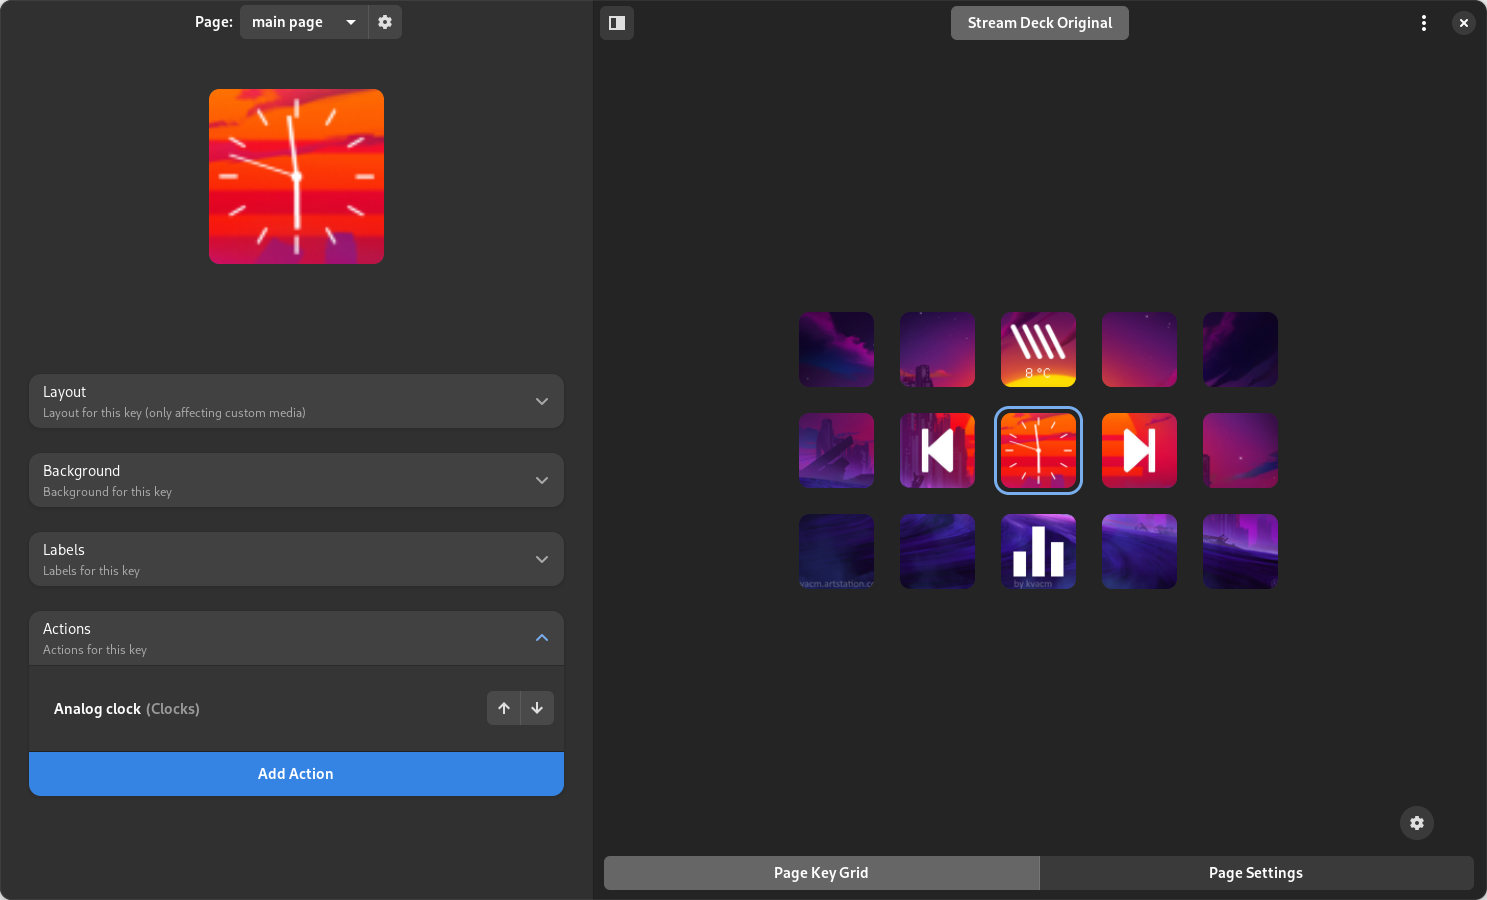 Page:
main page
Stream Deck Original
Layout
Layout for this key (only affecting custom media)
Background
Background for this key
Labels
Labels for this key
Actions
Actions for this key
Analog clock (Clocks)
Add Action
8 °C
by kvacm
Page Key Grid
Page Settings